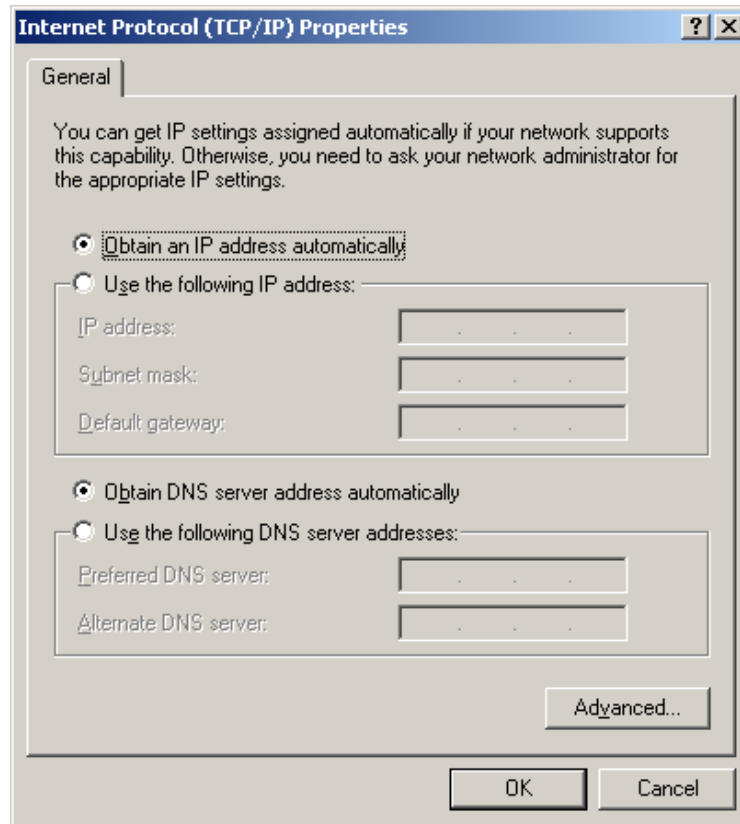 Internet Protocol (TCP/IP) Properties
General
You can get IP settings assigned automatically if your network supports
this capability. Otherwise, you need to ask your network administrator for
the appropriate IP settings.
Obtain an IP address automatically
Use the following IP address:
IP address:
Subnet mask:
Default gateway:
Obtain DNS server address automatically
Use the following DNS server addresses:
Preferred DNS server:
Alternate DNS server:
Advanced...
OK Cancel